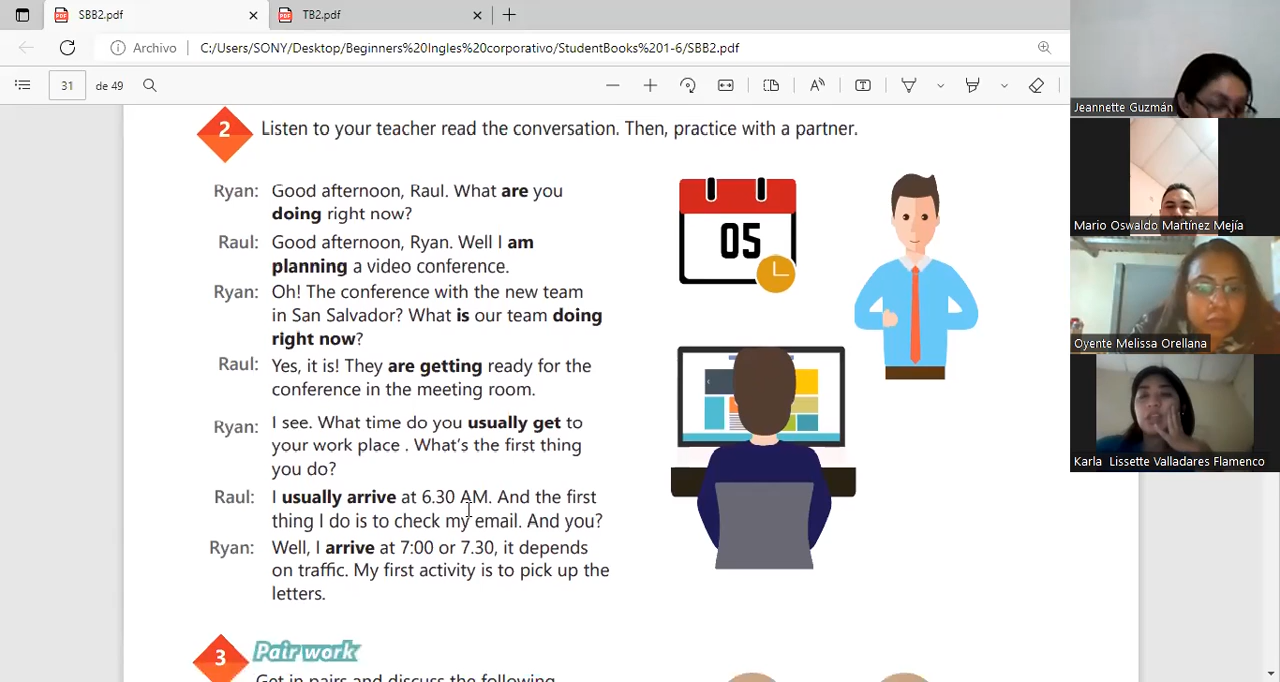 SBB2.pdf
TB2.pdf
Archivo
C:/Users/SONY/Desktop/Beginners%20Ingles%20corporativo/StudentBooks%201-6/SBB2.pdf
31
de 49
2
Listen to your teacher read the conversation. Then, practice with a partner.
Ryan: Good afternoon, Raul. What are you
doing right now?
Raul: Good afternoon, Ryan. Well I am
planning a video conference.
Ryan: Oh! The conference with the new team
in San Salvador? What is our team doing
right now?
Raul: Yes, it is! They are getting ready for the
conference in the meeting room.
Ryan: I see. What time do you usually get to
your work place . What's the first thing
you do?
Raul: I usually arrive at 6.30 AM. And the first
thing I do is to check my email. And you?
Ryan: Well, I arrive at 7:00 or 7.30, it depends
on traffic. My first activity is to pick up the
letters.
05
3
Pair work
Get in pairs and discuss the following
Jeannette Guzmán
Mario Oswaldo Martínez Mejía
Oyente Melissa Orellana
Karla Lissette Valladares Flamenco